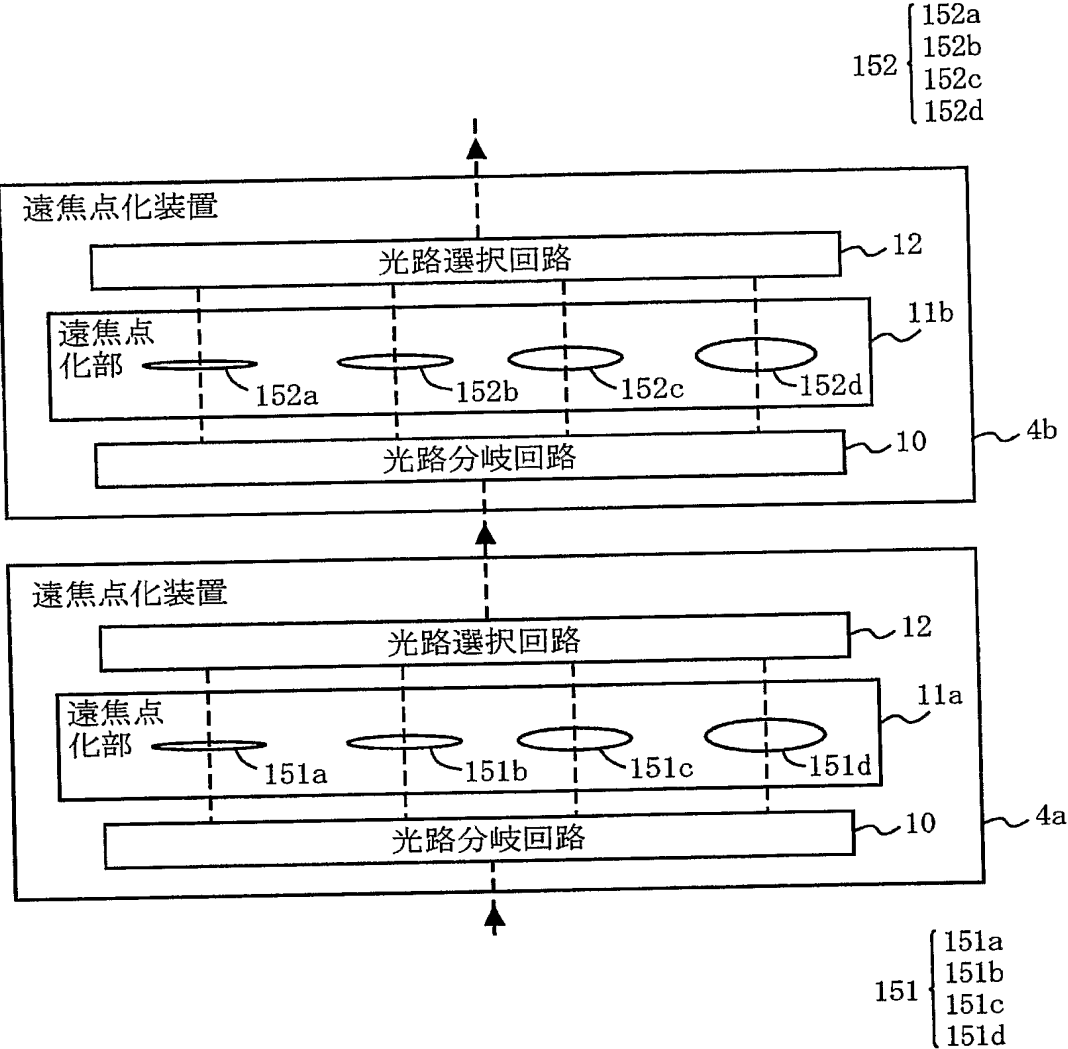 152
152a
152b
152c
152d
遠焦点化装置
光路選択回路
12
遠焦点
化部
11b
152a
152b
152c
152d
光路分岐回路
10
4b
遠焦点化装置
光路選択回路
12
遠焦点
化部
11a
151a
151b
151c
151d
光路分岐回路
10
4a
151
151a
151b
151c
151d